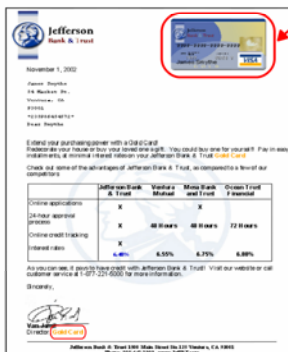 Jefferson
Bank & Trust
Jefferson
Bank & Trust
James Smythe
VISA
November 1, 2002
James Smythe
Dear Smythe
Extend your purchasing power with a Gold Card!
Redecorate your house or buy your loved one a gift. You could buy one for yourself! Pay in easy
installments, at minimal interest rates on your Jefferson Bank & Trust Gold Card!
Check out some of the advantages of Jefferson Bank & Trust, as compared to a few of our
competitors
Jefferson Bank & Trust Ventura Mutual Mesa Bank and Trust Ocean Trust Financial
Online applications X
24-hour approval process X 48 Hours 48 Hours 72 Hours
Online credit tracking X
Interest rates 6.55% 6.75% 6.80%
As you can see, it pays to have credit with Jefferson Bank & Trust! Visit our website or call
customer service at for more information.
Sincerely,
Director Gold Card